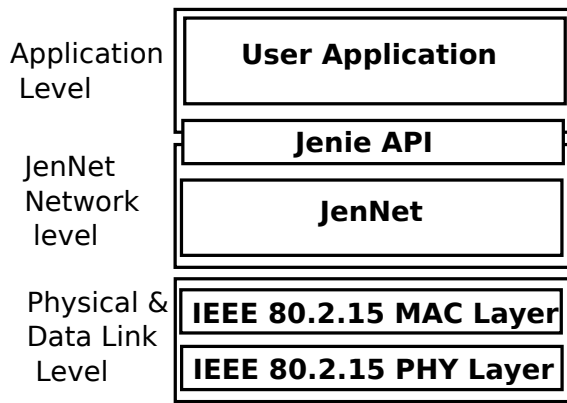 Application
Level
User Application
Jenie API
JenNet
Network
level
JenNet
Physical &
Data Link
Level
IEEE 80.2.15 MAC Layer
IEEE 80.2.15 PHY Layer